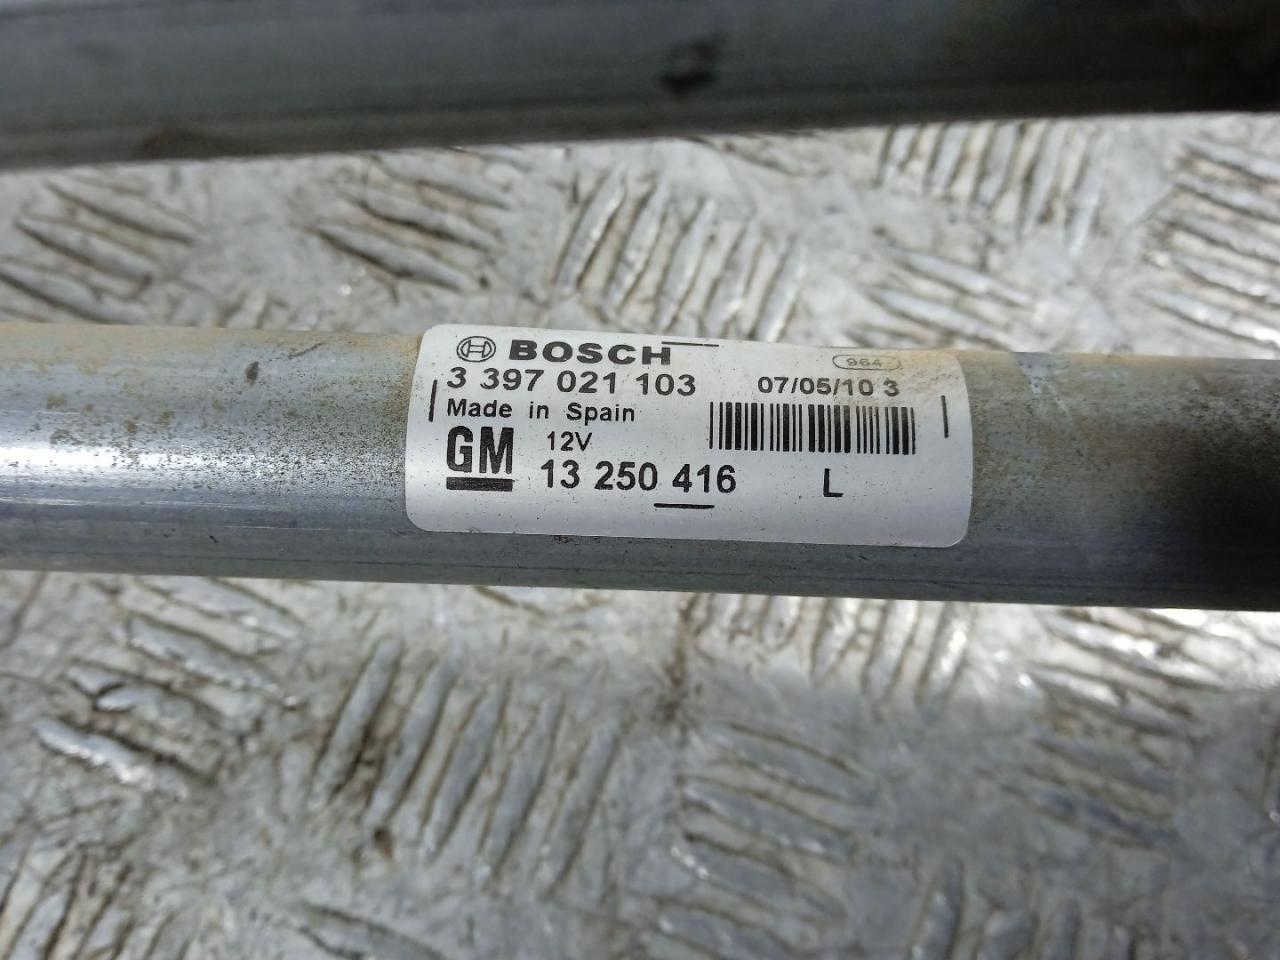 BOSCH
964
3 397 021 103
07/05/10 3
Made in Spain
GM
12V
13 250 416
L